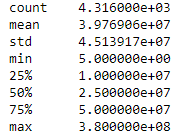 count 4.316000e+03
mean 3.976906e+07
std 4.513917e+07
min 5.000000e+00
25% 1.000000e+07
50% 2.500000e+07
75% 5.000000e+07
max 3.800000e+08